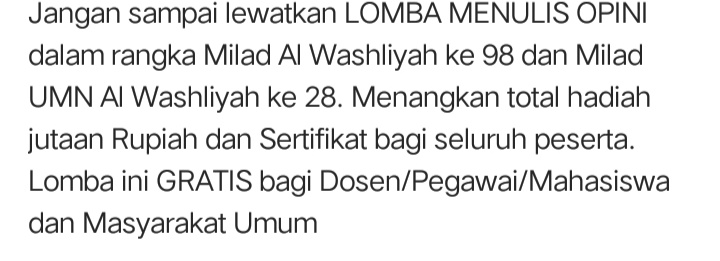 Jangan sampai lewatkan LOMBA MENULIS OPINI
dalam rangka Milad Al Washliyah ke 98 dan Milad
UMN Al Washliyah ke 28. Menangkan total hadiah
jutaan Rupiah dan Sertifikat bagi seluruh peserta.
Lomba ini GRATIS bagi Dosen/Pegawai/Mahasiswa
dan Masyarakat Umum